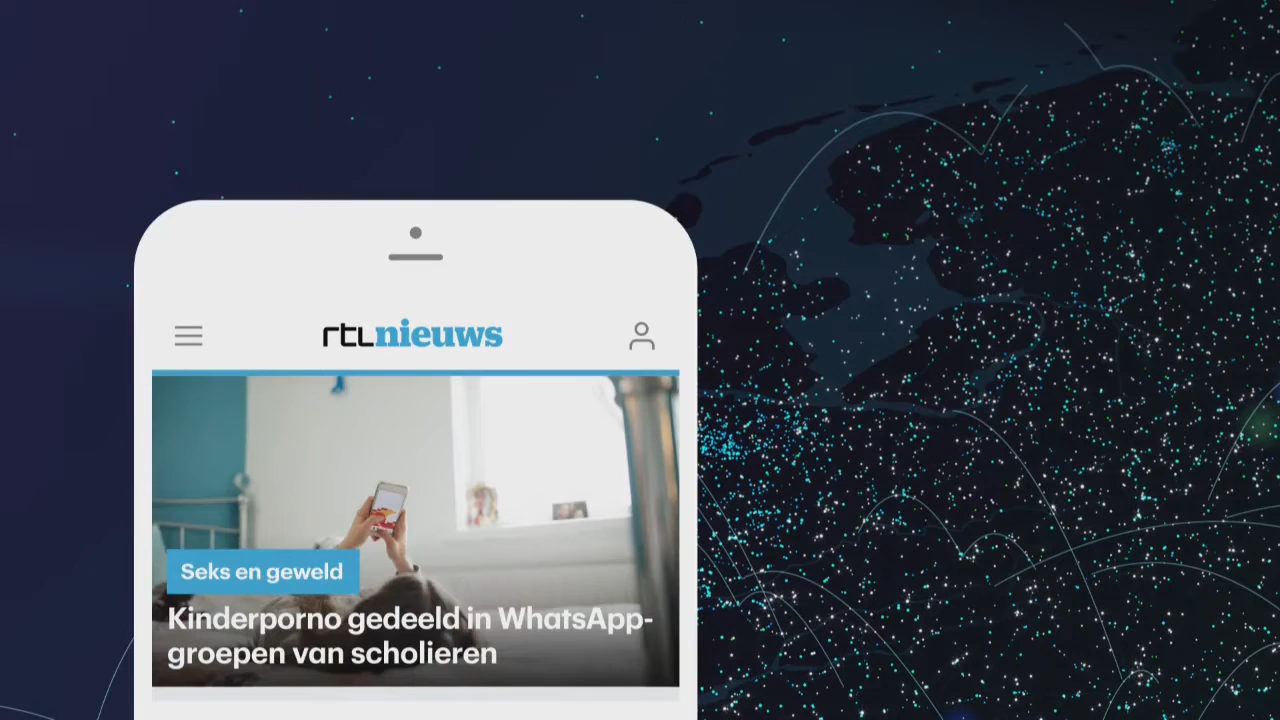 rtlnieuws
Seks en geweld
Kinderporno gedeeld in WhatsApp-
groepen van scholieren